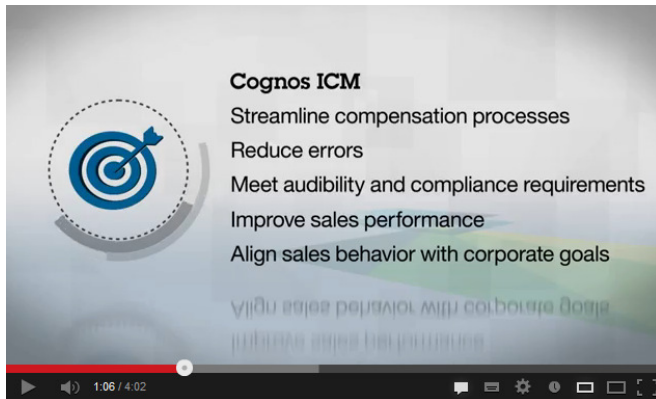 Cognos ICM
Streamline compensation processes
Reduce errors
Meet audibility and compliance requirements
Improve sales performance
Align sales behavior with corporate goals
1:06 / 4:02